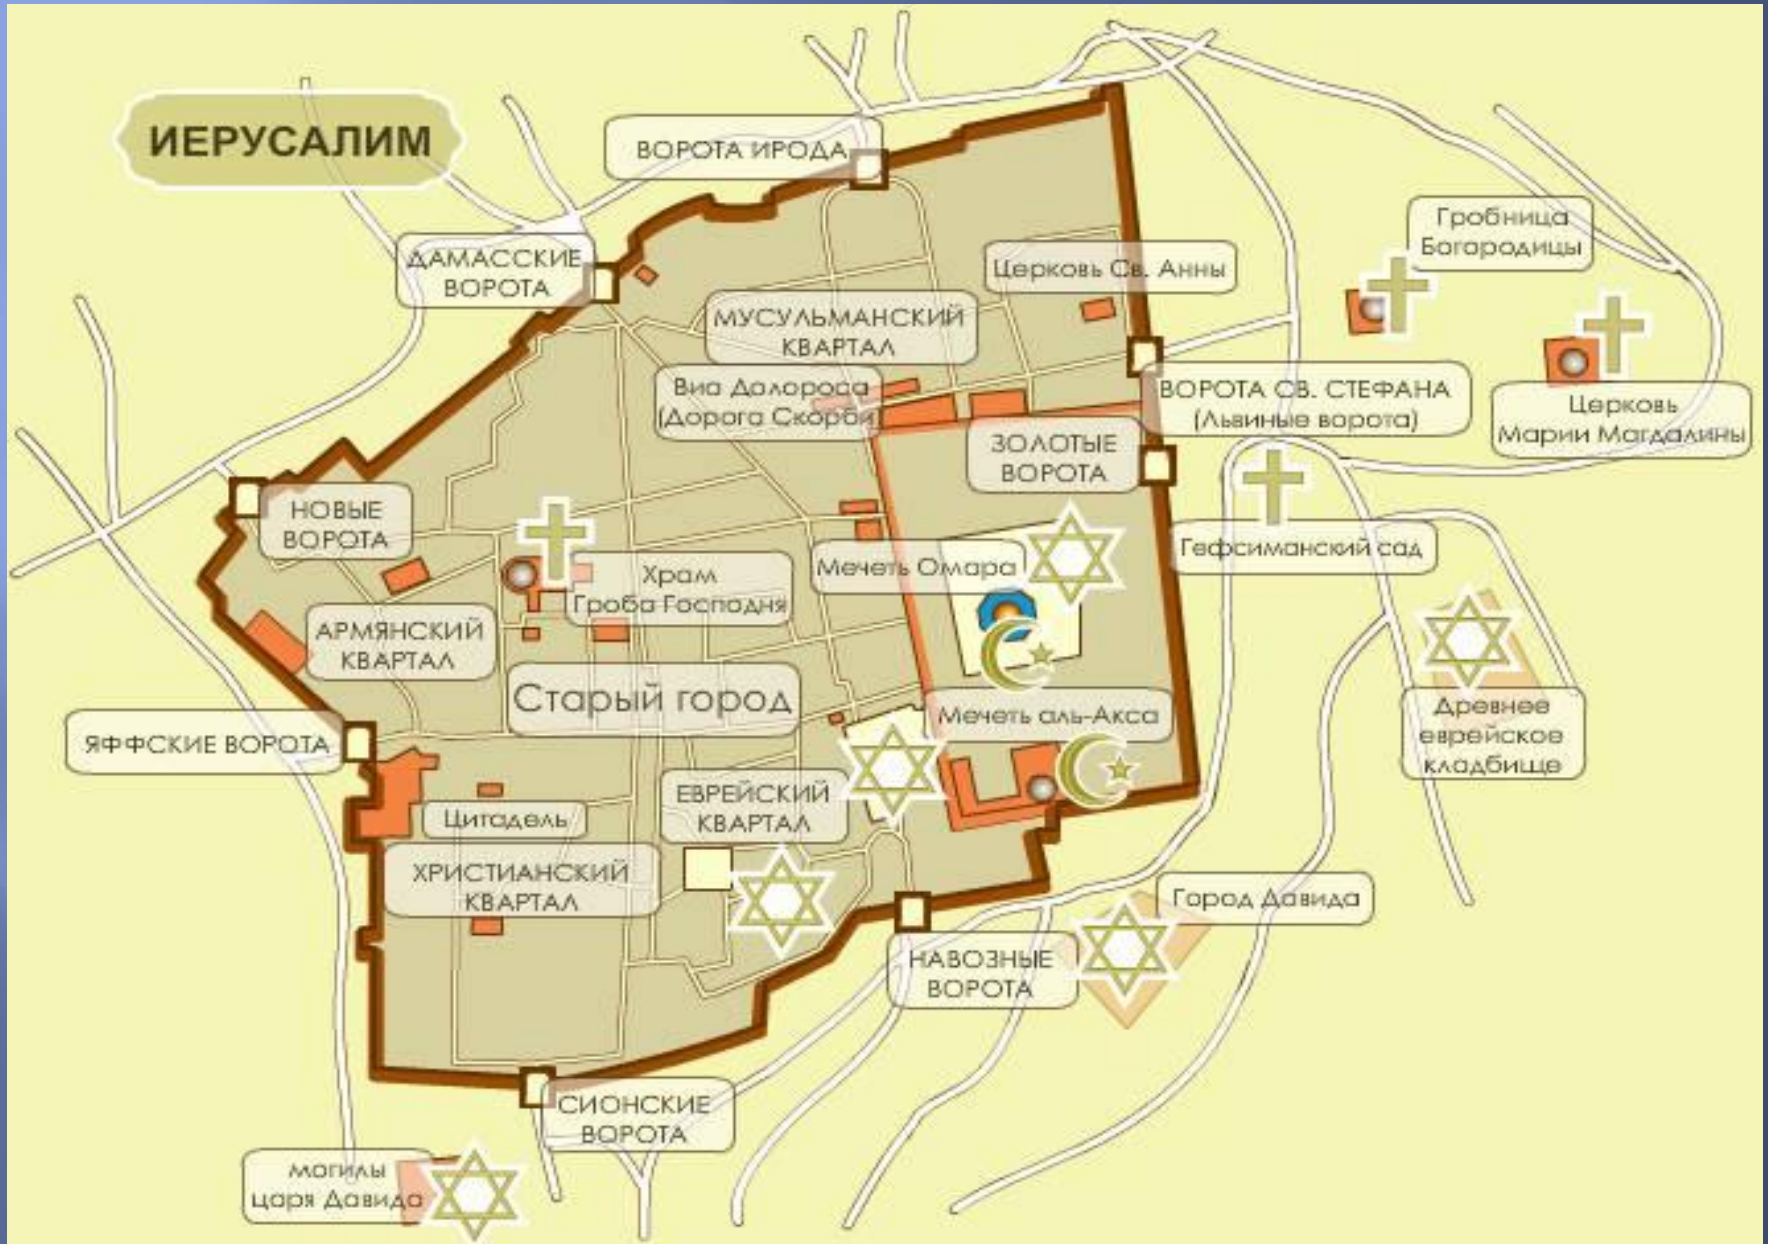 ИЕРУСАЛИМ
ВОРОТА ИРОДА
ДАМАССКИЕ
ВОРОТА
Церковь Св. Анны
Гробница
Богородицы
МУСУЛЬМАНСКИЙ
КВАРТАЛ
Виа Далороса
(Дорога Скорби)
ВОРОТА СВ. СТЕФАНА
(Львиные ворота)
Церковь
Марии Магдалины
ЗОЛОТЫЕ
ВОРОТА
НОВЫЕ
ВОРОТА
Храм
Гроба Господня
Мечеть Омара
Гефсиманский сад
АРМЯНСКИЙ
КВАРТАЛ
Старый город
Мечеть аль-Акса
Древнее
еврейское
кладбище
ЯФФСКИЕ ВОРОТА
ЕВРЕЙСКИЙ
КВАРТАЛ
Цитадель
ХРИСТИАНСКИЙ
КВАРТАЛ
Город Давида
НАВОЗНЫЕ
ВОРОТА
СИОНСКИЕ
ВОРОТА
могилы
царя Давида